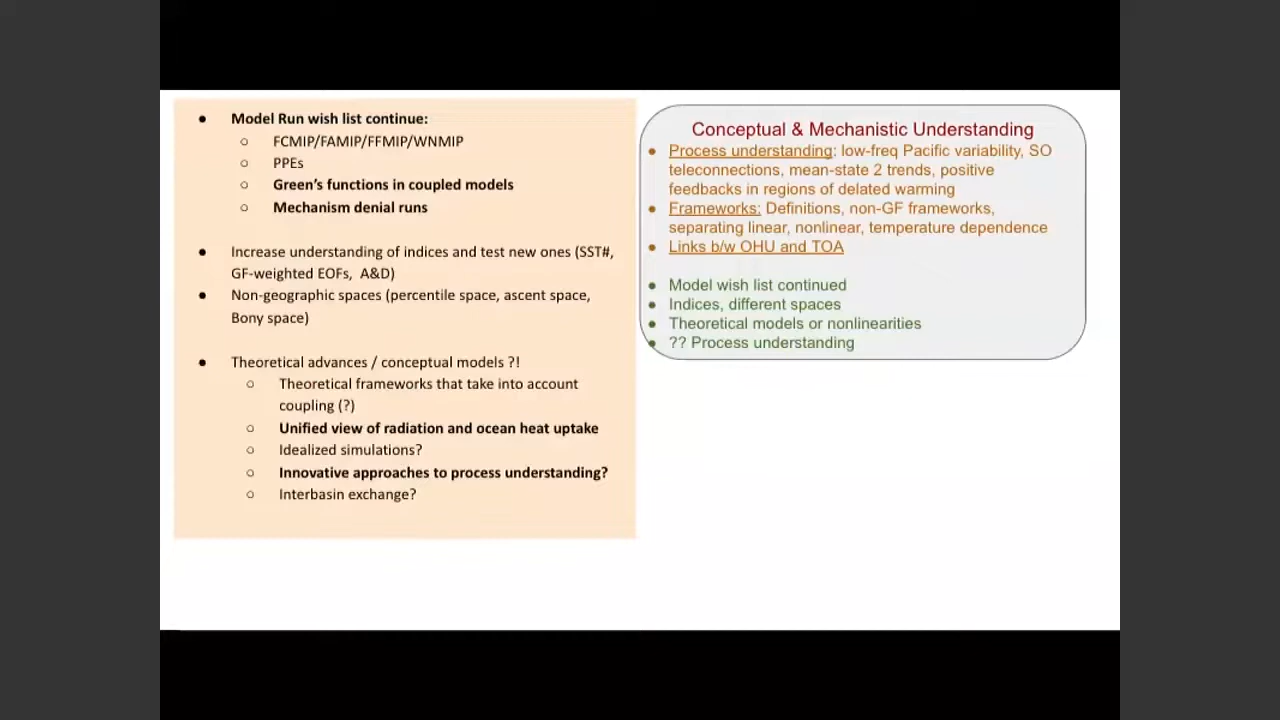 ● Model Run wish list continue:
○ FCMIP/FAMIP/FFMIP/WNMIP
○ PPEs
○ Green's functions in coupled models
○ Mechanism denial runs
● Increase understanding of indices and test new ones (SST#,
GF-weighted EOFs, A&D)
● Non-geographic spaces (percentile space, ascent space,
Bony space)
● Theoretical advances / conceptual models ?!
○ Theoretical frameworks that take into account
coupling (?)
○ Unified view of radiation and ocean heat uptake
○ Idealized simulations?
○ Innovative approaches to process understanding?
○ Interbasin exchange?
Conceptual & Mechanistic Understanding
● Process understanding: low-freq Pacific variability, SO
teleconnections, mean-state 2 trends, positive
feedbacks in regions of delated warming
● Frameworks: Definitions, non-GF frameworks,
separating linear, nonlinear, temperature dependence
● Links b/w OHU and TOA
● Model wish list continued
● Indices, different spaces
● Theoretical models or nonlinearities
● ?? Process understanding